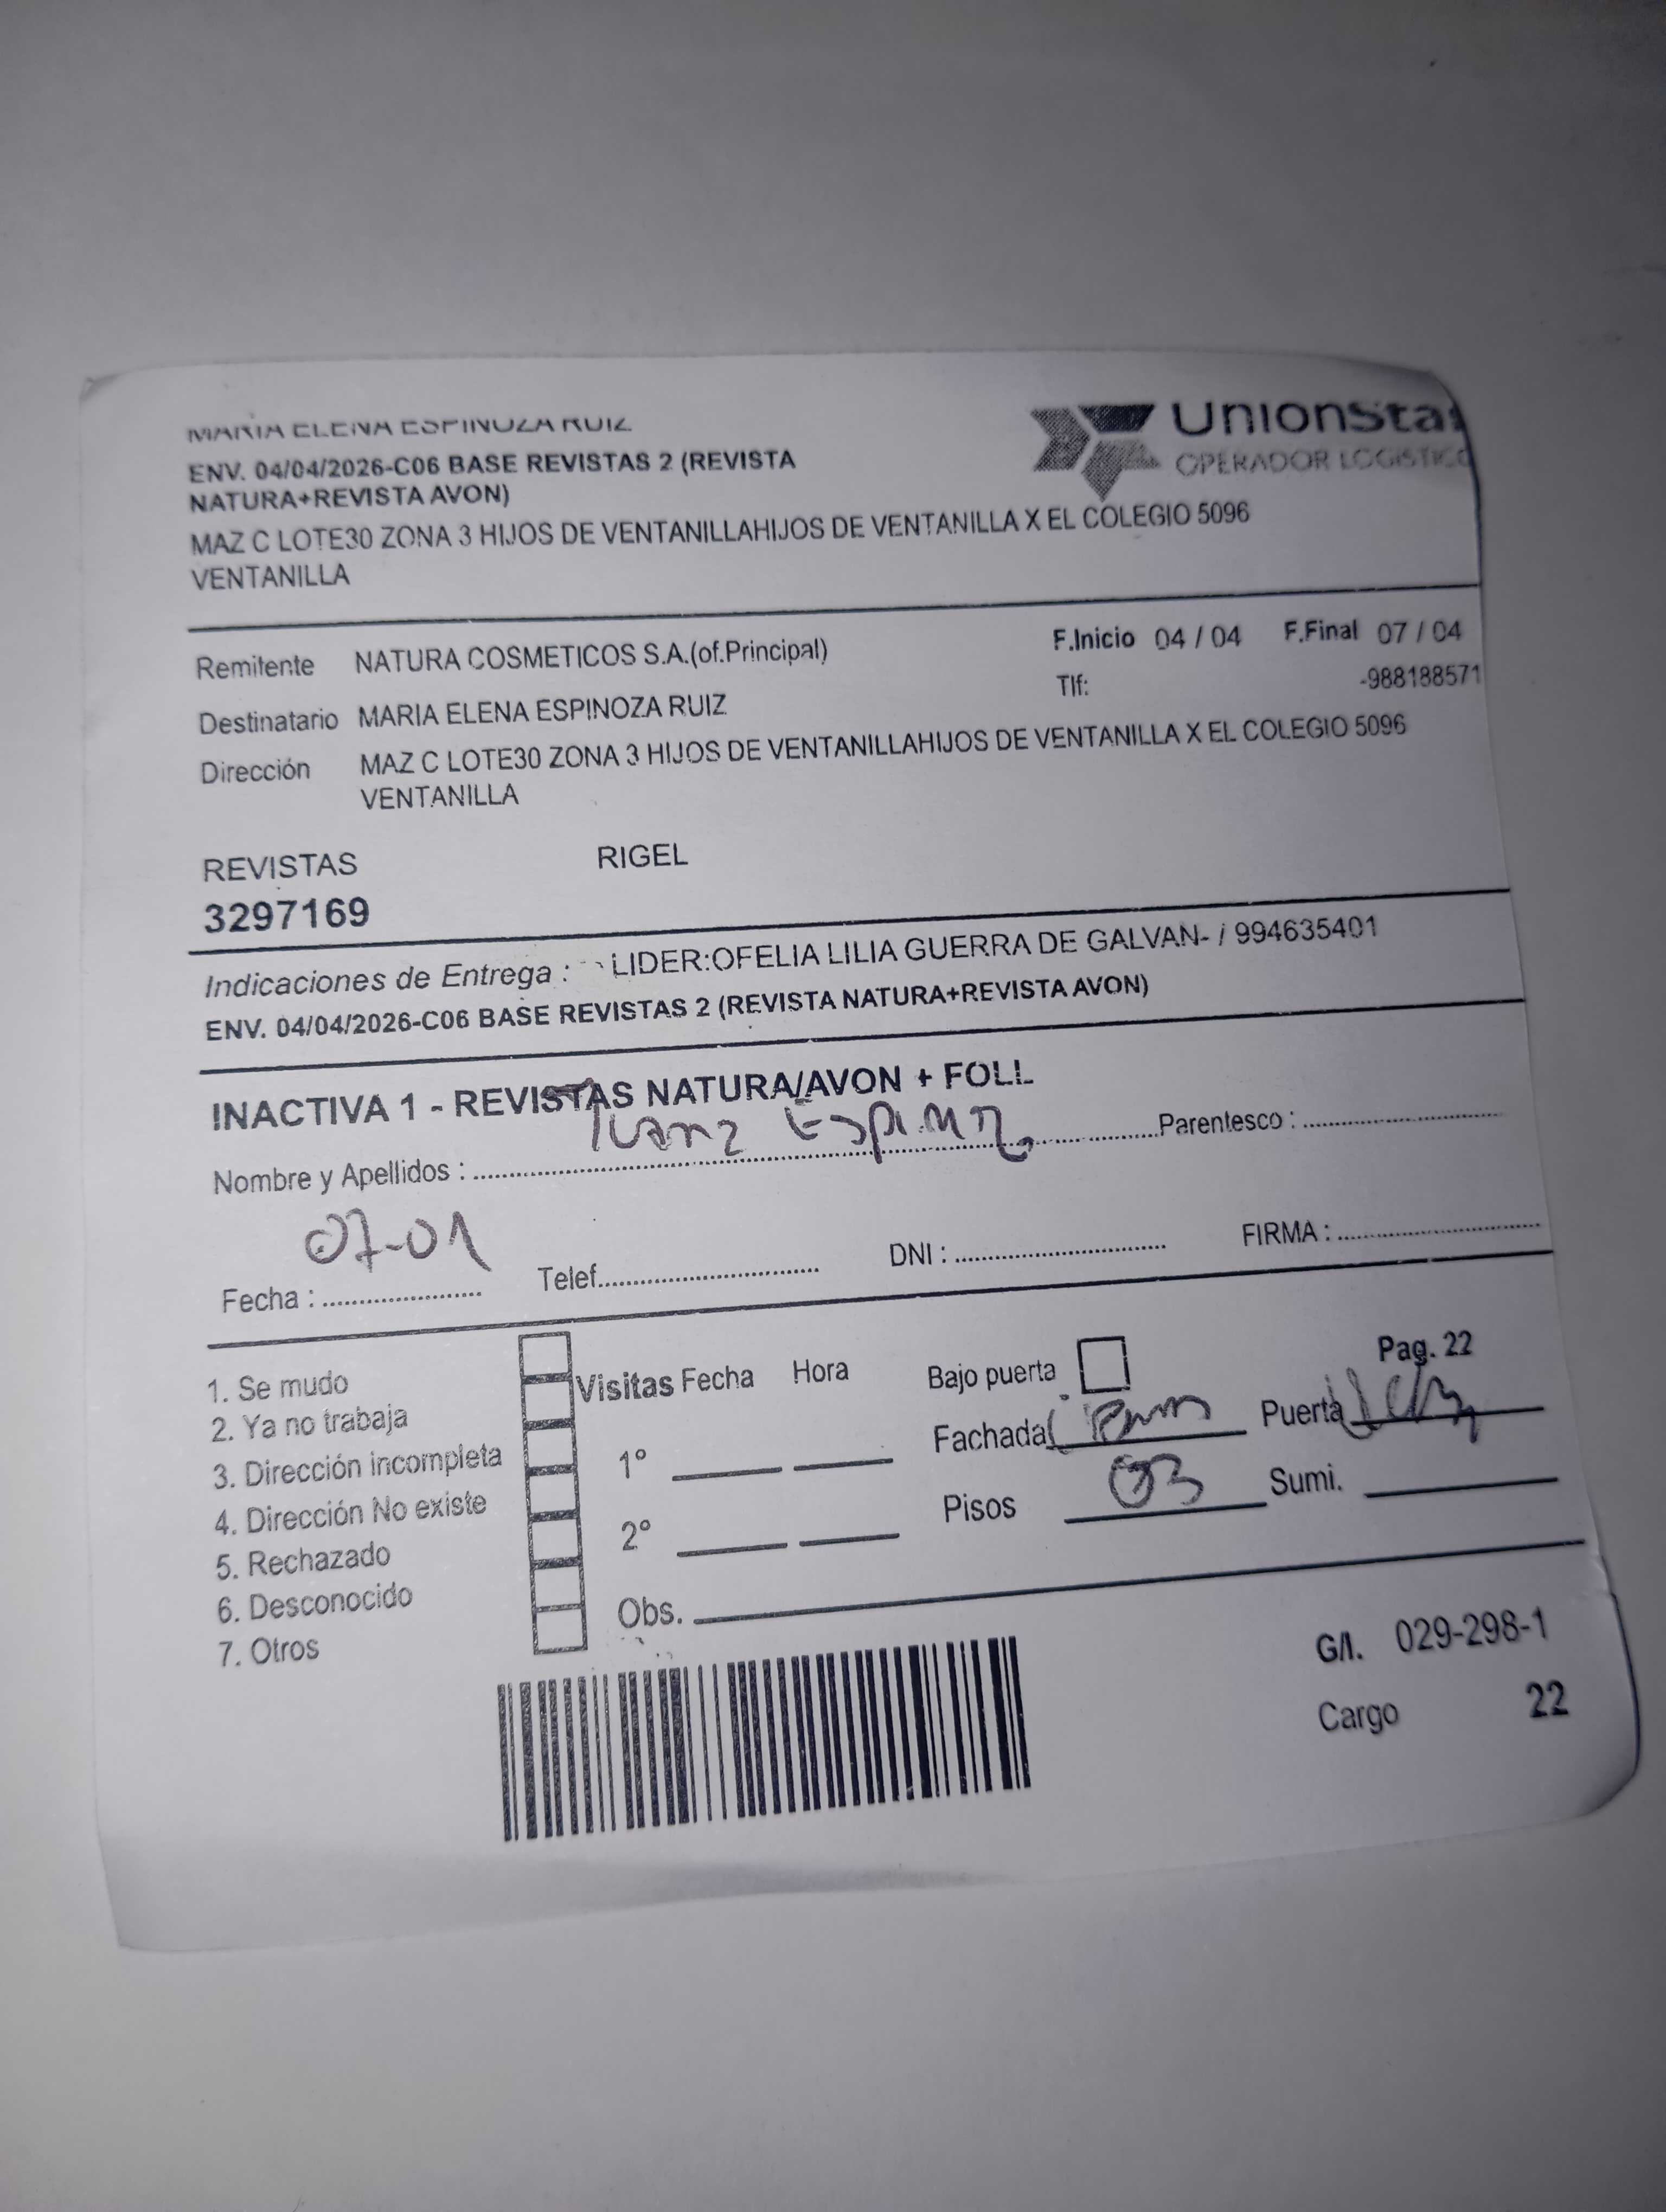 MARIA ELENA ESPINOZA RUIZ
UnionSta
OPERADOR LOGISTICO
ENV. 04/04/2026-C06 BASE REVISTAS 2 (REVISTA
NATURA+REVISTA AVON)
MAZ C LOTE30 ZONA 3 HIJOS DE VENTANILLAHIJOS DE VENTANILLA X EL COLEGIO 5096
VENTANILLA
Remitente NATURA COSMETICOS S.A.(of.Principal) F.Inicio 04 / 04 F.Final 07 / 04
Destinatario MARIA ELENA ESPINOZA RUIZ Tlf: -988188571
Dirección MAZ C LOTE30 ZONA 3 HIJOS DE VENTANILLAHIJOS DE VENTANILLA X EL COLEGIO 5096
VENTANILLA
REVISTAS RIGEL
3297169
Indicaciones de Entrega : LIDER:OFELIA LILIA GUERRA DE GALVAN- / 994635401
ENV. 04/04/2026-C06 BASE REVISTAS 2 (REVISTA NATURA+REVISTA AVON)
INACTIVA 1 - REVISTAS NATURA/AVON + FOLL
Nombre y Apellidos : Parentesco :
07-01
Fecha : Telef. DNI : FIRMA :
1. Se mudo
2. Ya no trabaja
3. Dirección incompleta
4. Dirección No existe
5. Rechazado
6. Desconocido
7. Otros
Visitas Fecha Hora
1°
2°
Obs.
Bajo puerta
Pag. 22
Fachada Puerta
Pisos 03 Sumi.
G/I. 029-298-1
Cargo 22